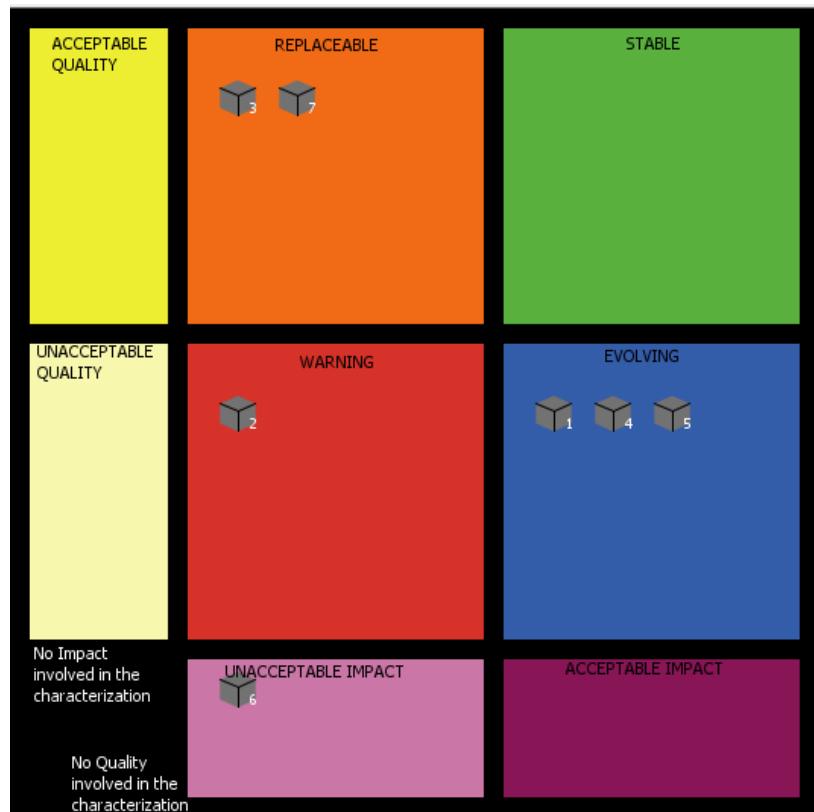 ACCEPTABLE
QUALITY
REPLACEABLE
STABLE
3
7
UNACCEPTABLE
QUALITY
WARNING
EVOLVING
2
1
4
5
No Impact
involved in the
characterization
UNACCEPTABLE IMPACT
ACCEPTABLE IMPACT
6
No Quality
involved in the
characterization